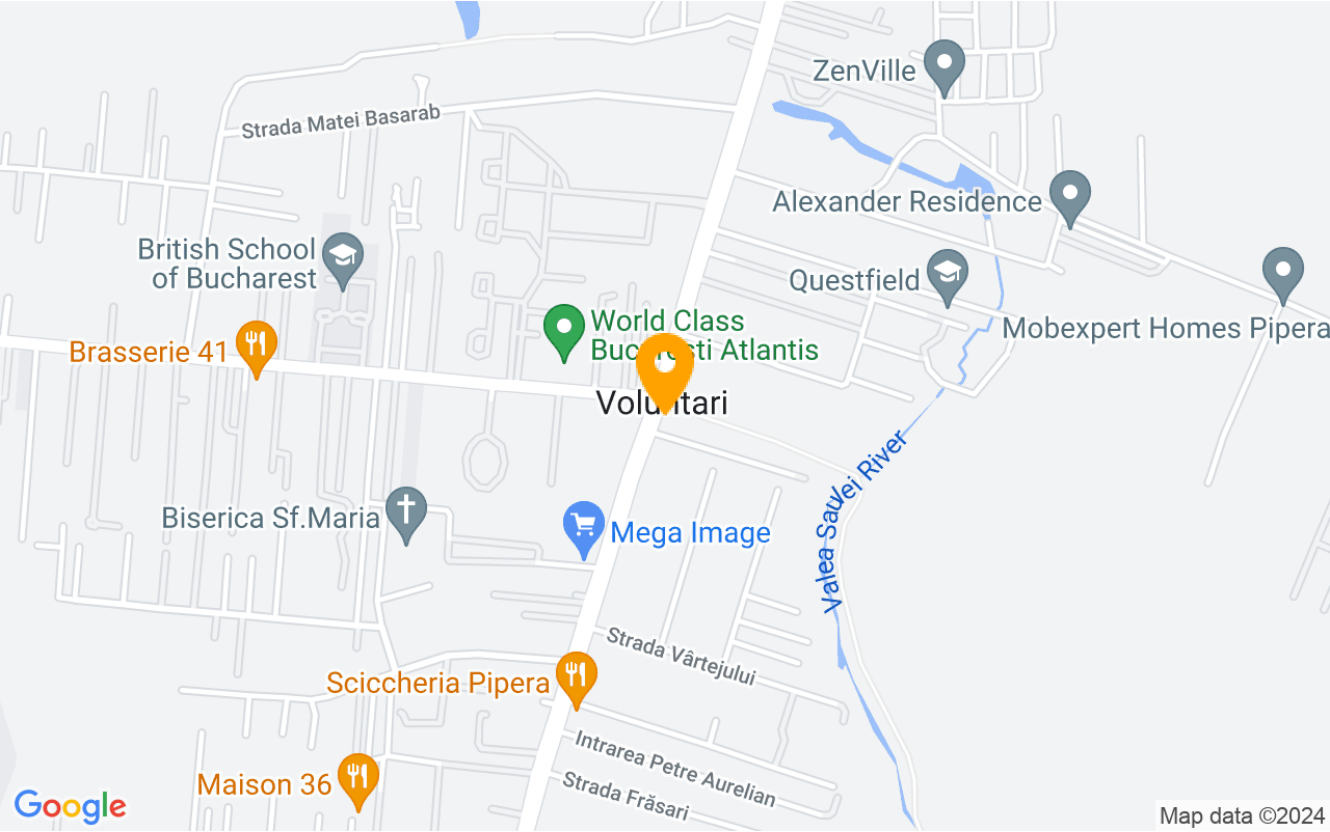 ZenVille
Strada Matei Basarab
Alexander Residence
British School
of Bucharest
Questfield
World Class
Bucuresti Atlantis
Mobexpert Homes Pipera
Brasserie 41
Voluntari
Valea Saulei River
Biserica Sf.Maria
Mega Image
Strada Vârtejului
Sciccheria Pipera
Intrarea Petre Aurelian
Maison 36
Strada Frăsari
Google
Map data ©2024